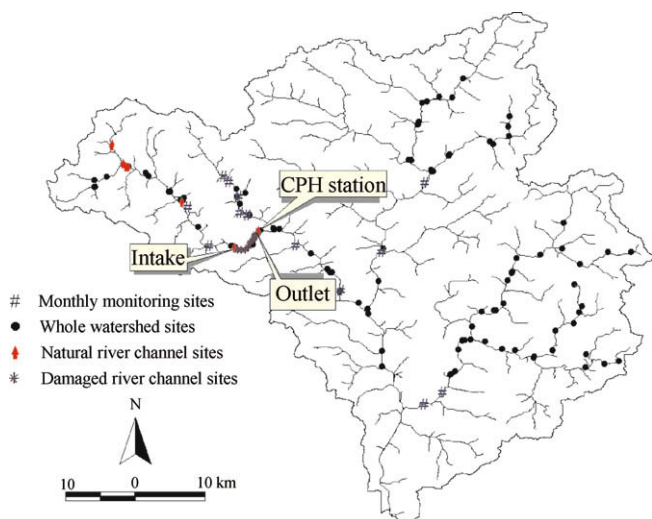 CPH station
Intake
Outlet
# Monthly monitoring sites
Whole watershed sites
Natural river channel sites
Damaged river channel sites
N
10 0 10 km